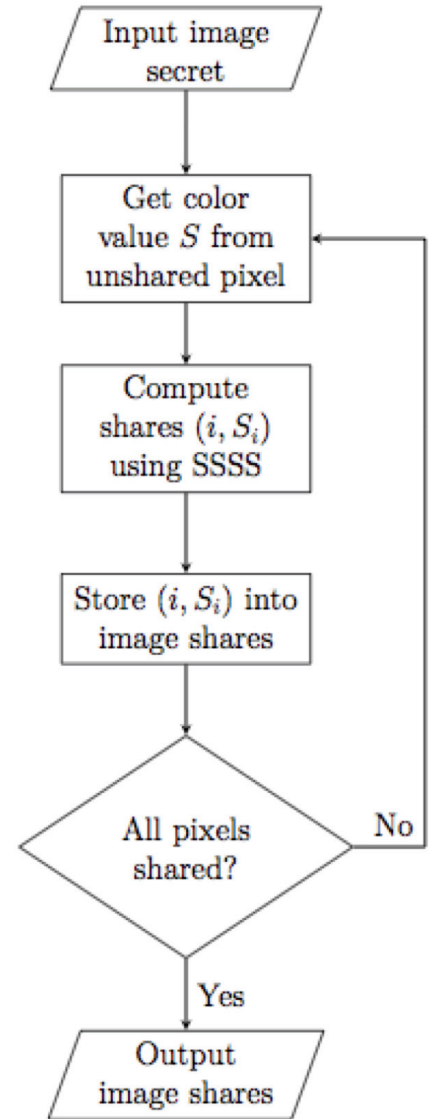 Input image
secret
Get color
value S from
unshared pixel
Compute
shares (i, S_i)
using SSSS
Store (i, S_i) into
image shares
All pixels
shared?
No
Yes
Output
image shares